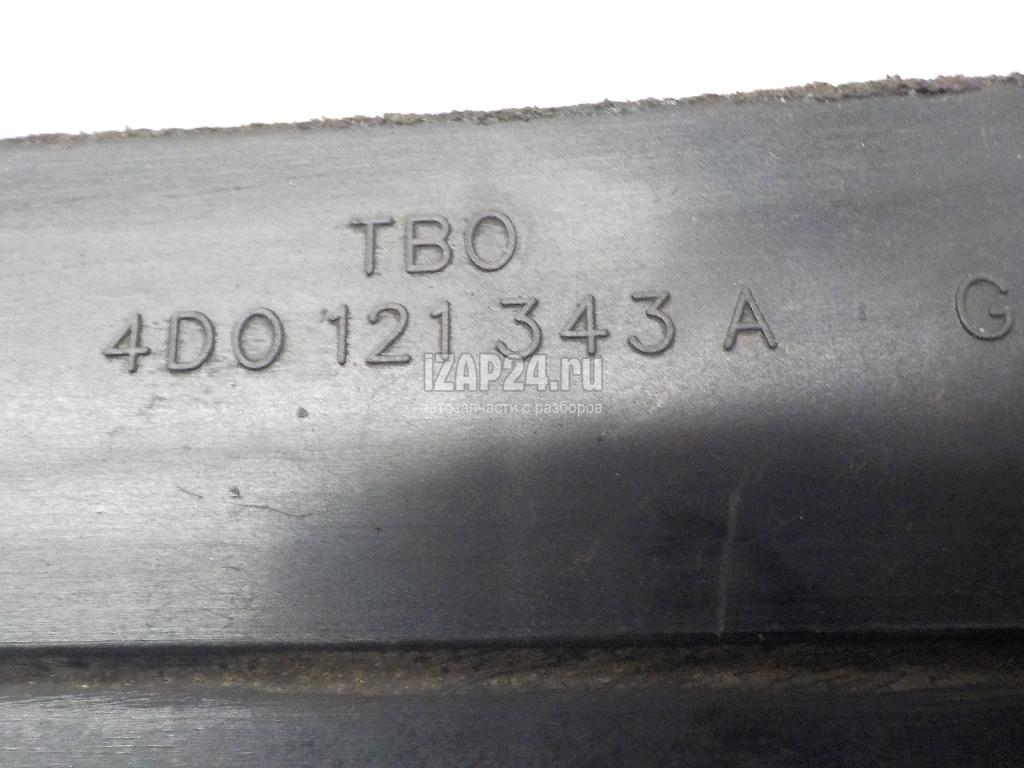 TBO
4D0 121 343 A G
iZAP24.ru
автозапчасти с разборов